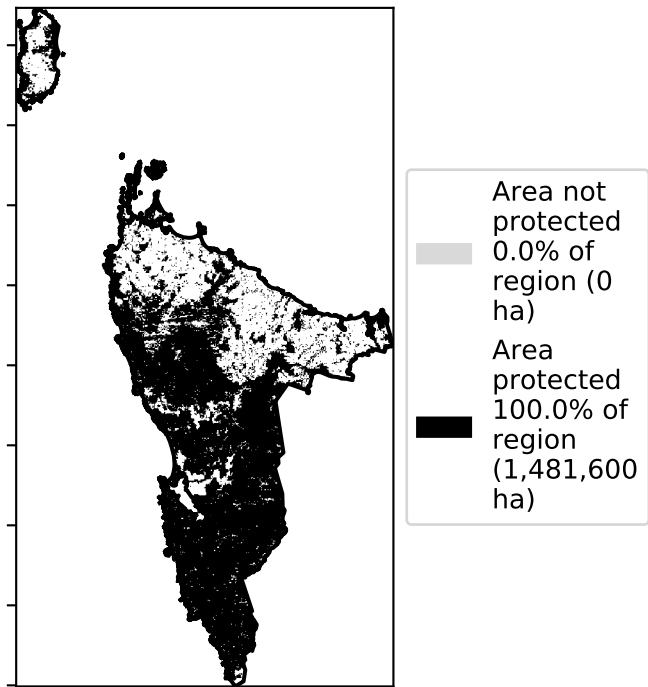 Area not
protected
0.0% of
region (0
ha)
Area
protected
100.0% of
region
(1,481,600
ha)